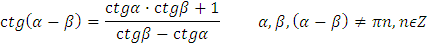 ctg(α − β) = (ctgα · ctgβ + 1) / (ctgβ − ctgα)    α, β, (α − β) ≠ πn, nϵZ